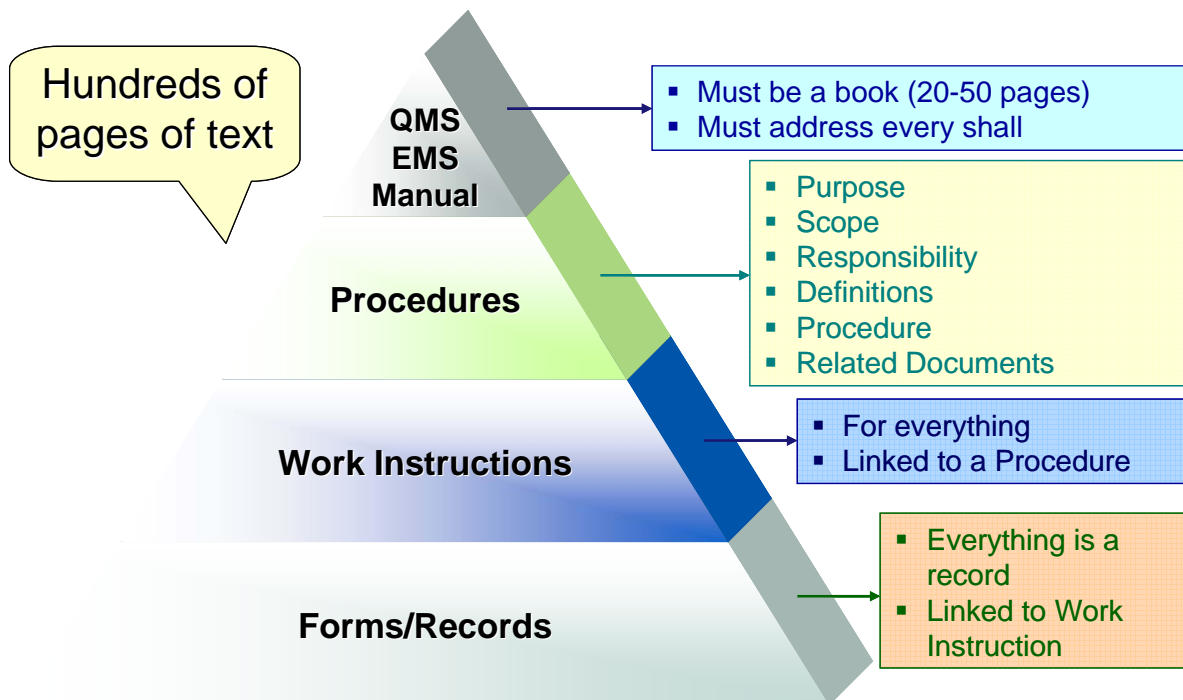 Hundreds of
pages of text
QMS
EMS
Manual
▪ Must be a book (20-50 pages)
▪ Must address every shall
▪ Purpose
▪ Scope
▪ Responsibility
▪ Definitions
▪ Procedure
▪ Related Documents
Procedures
▪ For everything
▪ Linked to a Procedure
Work Instructions
▪ Everything is a
record
▪ Linked to Work
Instruction
Forms/Records